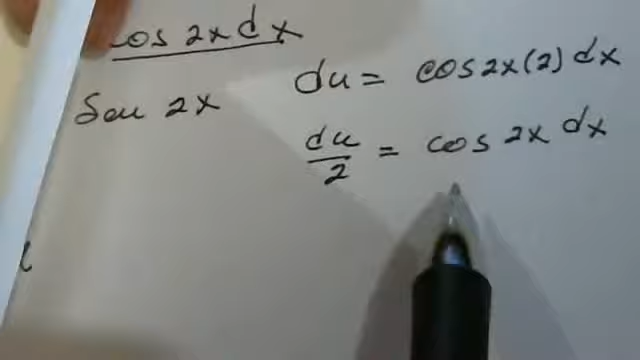 cos 2x dx
Sen 2x
du = cos 2x (2) dx
du/2 = cos 2x dx